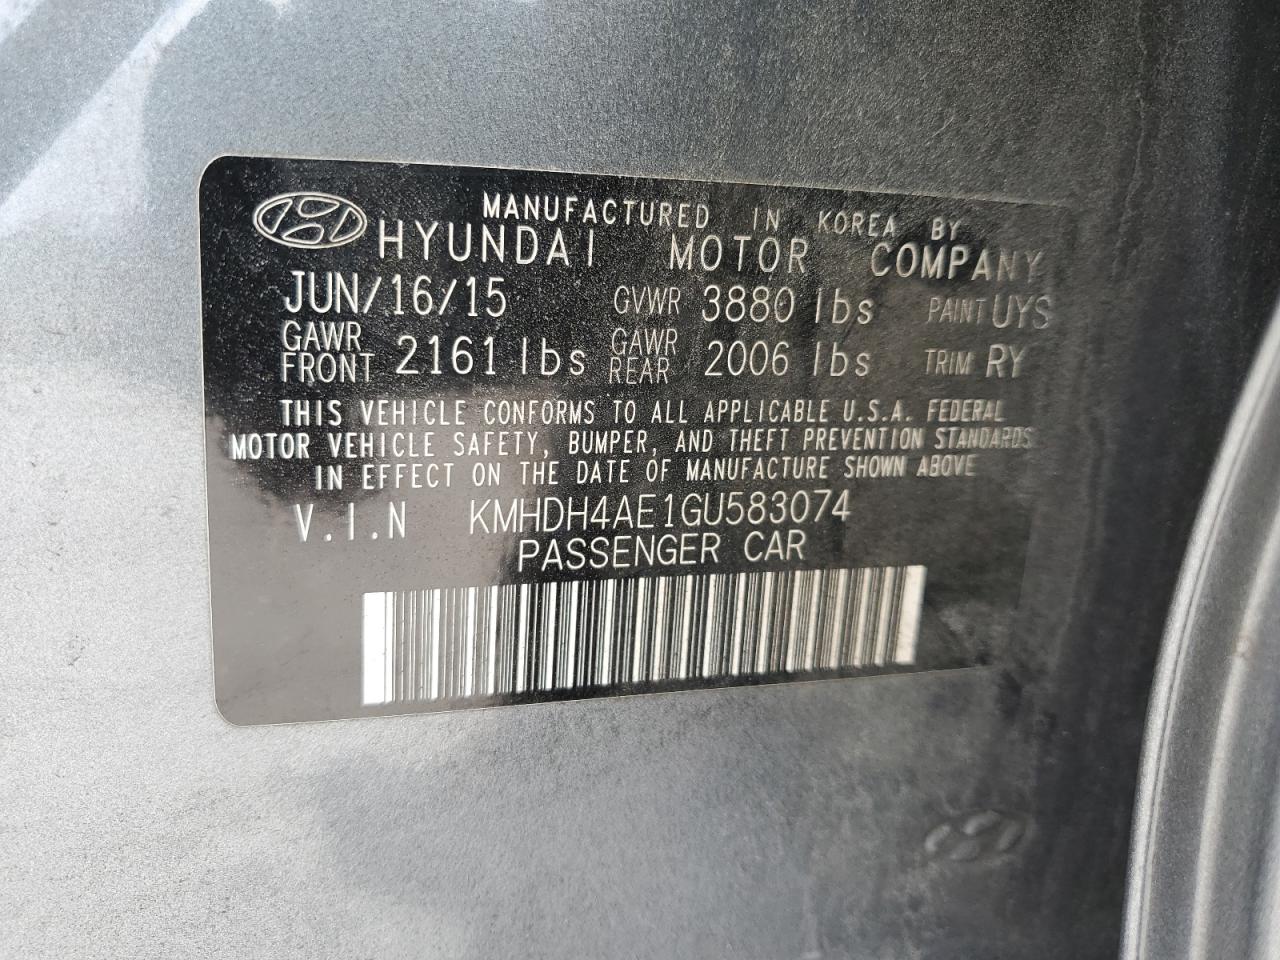 MANUFACTURED IN KOREA BY
HYUNDAI MOTOR COMPANY
JUN/16/15 GVWR 3880 lbs PAINT UYS
GAWR FRONT 2161 lbs GAWR REAR 2006 lbs TRIM RY
THIS VEHICLE CONFORMS TO ALL APPLICABLE U.S.A. FEDERAL
MOTOR VEHICLE SAFETY, BUMPER, AND THEFT PREVENTION STANDARDS
IN EFFECT ON THE DATE OF MANUFACTURE SHOWN ABOVE
V.I.N KMHDH4AE1GU583074
PASSENGER CAR